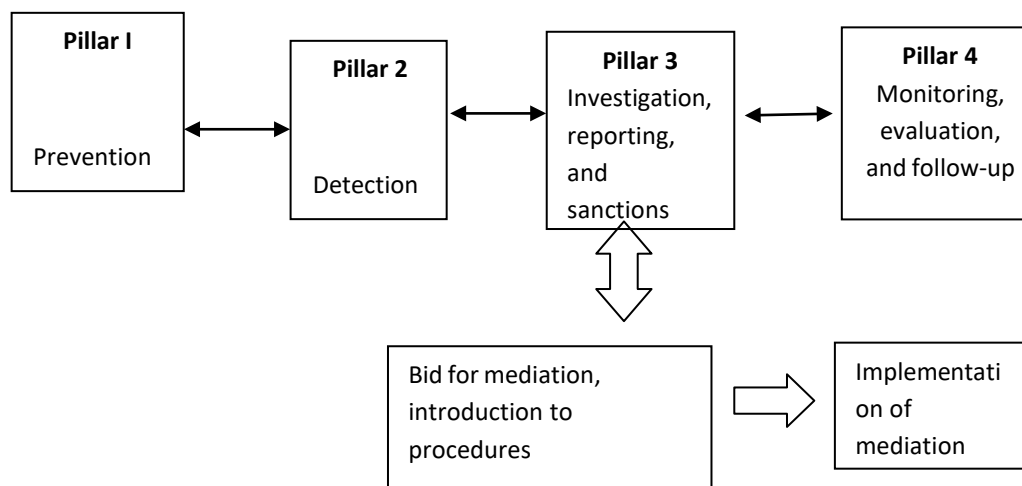 Pillar I
Prevention
Pillar 2
Detection
Pillar 3
Investigation,
reporting,
and
sanctions
Pillar 4
Monitoring,
evaluation,
and follow-up
Bid for mediation,
introduction to
procedures
Implementati
on of
mediation